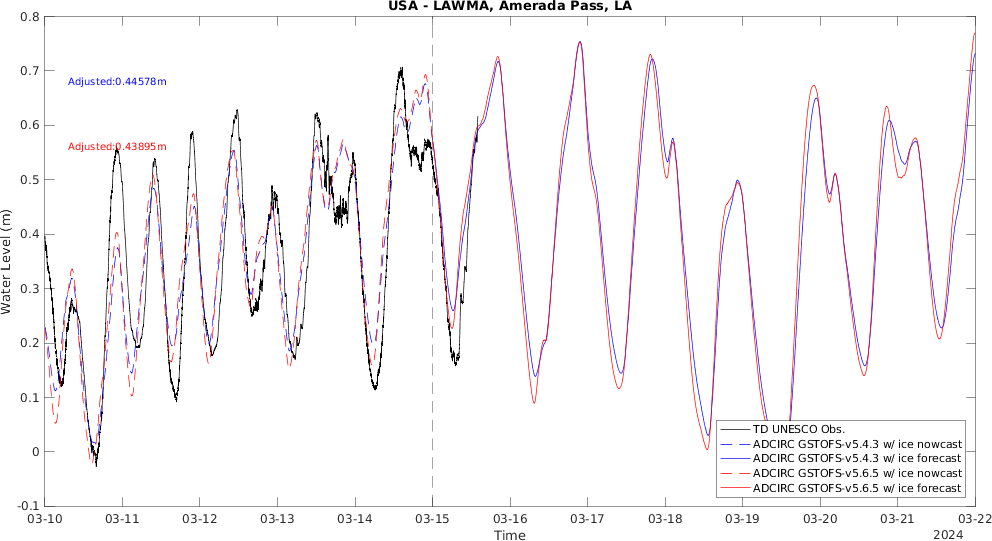 USA - LAWMA, Amerada Pass, LA
0.8
0.7
0.6
0.5
0.4
0.3
0.2
0.1
0
-0.1
Water Level (m)
Adjusted:0.44578m
Adjusted:0.43895m
TD UNESCO Obs.
ADCIRC GSTOFS-v5.4.3 w/ ice nowcast
ADCIRC GSTOFS-v5.4.3 w/ ice forecast
ADCIRC GSTOFS-v5.6.5 w/ ice nowcast
ADCIRC GSTOFS-v5.6.5 w/ ice forecast
03-10 03-11 03-12 03-13 03-14 03-15 03-16 03-17 03-18 03-19 03-20 03-21 03-22
Time
2024